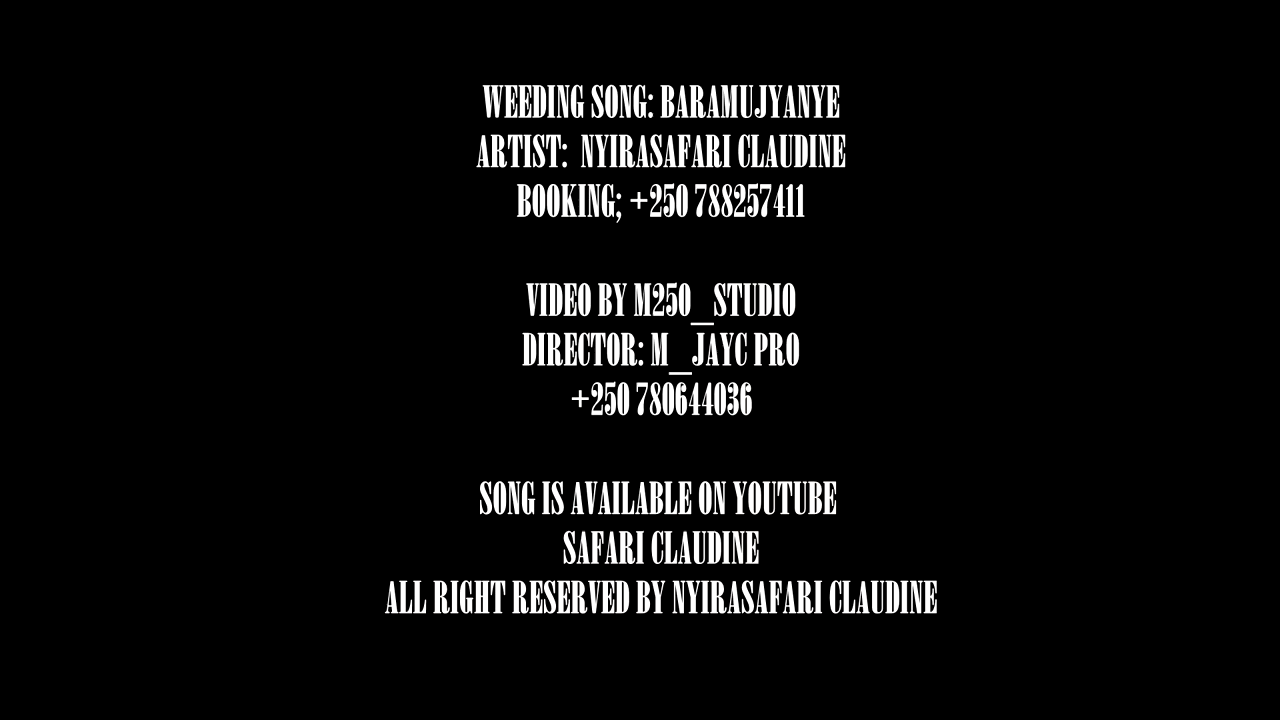 WEEDING SONG: BARAMUJYANYE
ARTIST:  NYIRASAFARI CLAUDINE
BOOKING; +250 788257411
VIDEO BY M250_STUDIO
DIRECTOR: M_JAYC PRO
+250 780644036
SONG IS AVAILABLE ON YOUTUBE
SAFARI CLAUDINE
ALL RIGHT RESERVED BY NYIRASAFARI CLAUDINE